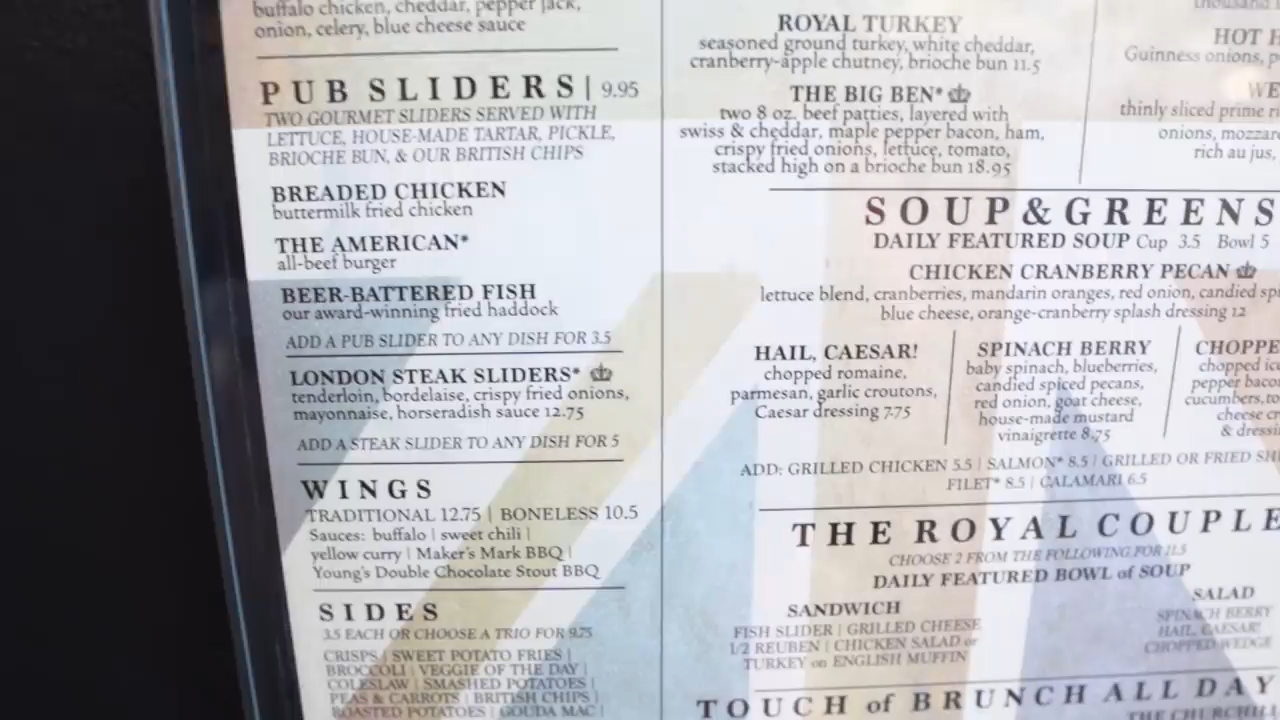 buffalo chicken, cheddar, pepper jack,
onion, celery, blue cheese sauce
PUB SLIDERS | 9.95
TWO GOURMET SLIDERS SERVED WITH
LETTUCE, HOUSE-MADE TARTAR, PICKLE,
BRIOCHE BUN, & OUR BRITISH CHIPS
BREADED CHICKEN
buttermilk fried chicken
THE AMERICAN*
all-beef burger
BEER-BATTERED FISH
our award-winning fried haddock
ADD A PUB SLIDER TO ANY DISH FOR 3.5
LONDON STEAK SLIDERS*
tenderloin, bordelaise, crispy fried onions,
mayonnaise, horseradish sauce 12.75
ADD A STEAK SLIDER TO ANY DISH FOR 5
WINGS
TRADITIONAL 12.75 | BONELESS 10.5
Sauces: buffalo | sweet chili |
yellow curry | Maker's Mark BBQ |
Young's Double Chocolate Stout BBQ
SIDES
3.5 EACH OR CHOOSE A TRIO FOR 9.75
CRISPS | SWEET POTATO FRIES |
BROCCOLI | VEGGIE OF THE DAY |
COLESLAW | SMASHED POTATOES |
PEAS & CARROTS | BRITISH CHIPS |
ROASTED POTATOES | GOUDA MAC |
ROYAL TURKEY
seasoned ground turkey, white cheddar,
cranberry-apple chutney, brioche bun 11.5
THE BIG BEN*
two 8 oz. beef patties, layered with
swiss & cheddar, maple pepper bacon, ham,
crispy fried onions, lettuce, tomato,
stacked high on a brioche bun 18.95
thousand
HOT
Guinness onions,
thinly sliced prime
onions,
rich au jus,
SOUP & GREENS
DAILY FEATURED SOUP Cup 3.5 Bowl 5
CHICKEN CRANBERRY PECAN
lettuce blend, cranberries, mandarin oranges, red onion, candied
blue cheese, orange-cranberry splash dressing 12
HAIL, CAESAR!
chopped romaine,
parmesan, garlic croutons,
Caesar dressing 7.75
SPINACH BERRY
baby spinach, blueberries,
candied spiced pecans,
red onion, goat cheese,
house-made mustard
vinaigrette 8.75
CHOPPE
chopped
pepper
cucumbers,
cheese
&
ADD: GRILLED CHICKEN 5.5 | SALMON* 8.5 | GRILLED OR FRIED
FILET* 8.5 | CALAMARI 6.5
THE ROYAL COUPLE
CHOOSE 2 FROM THE FOLLOWING FOR 11.5
DAILY FEATURED BOWL of SOUP
SANDWICH
FISH SLIDER | GRILLED CHEESE
1/2 REUBEN | CHICKEN SALAD or
TURKEY on ENGLISH MUFFIN
SALAD
SPINACH BERRY
HAIL, CAESAR!
CHOPPED WEDGE
TOUCH of BRUNCH ALL DAY
THE CHURCHILL